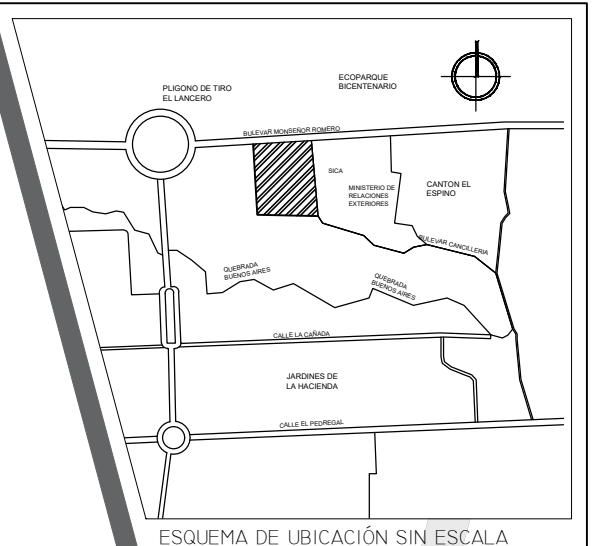 PLIGONO DE TIRO
EL LANCERO
ECOPARQUE
BICENTENARIO
BULEVAR MONSEÑOR ROMERO
SICA
MINISTERIO DE
RELACIONES
EXTERIORES
CANTON EL
ESPINO
BULEVAR CANCILLERIA
QUEBRADA
BUENOS AIRES
QUEBRADA
BUENOS AIRES
CALLE LA CAÑADA
JARDINES DE
LA HACIENDA
CALLE EL PEDREGAL
ESQUEMA DE UBICACIÓN SIN ESCALA